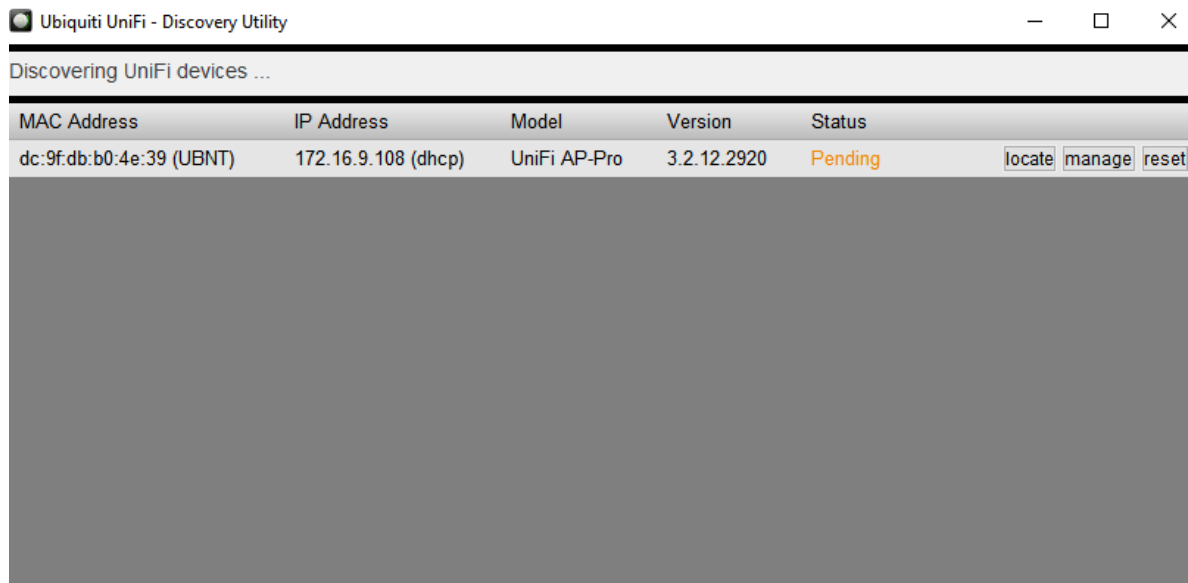 Ubiquiti UniFi - Discovery Utility
Discovering UniFi devices ...
MAC Address IP Address Model Version Status
dc:9f:db:b0:4e:39 (UBNT) 172.16.9.108 (dhcp) UniFi AP-Pro 3.2.12.2920 Pending locate manage reset